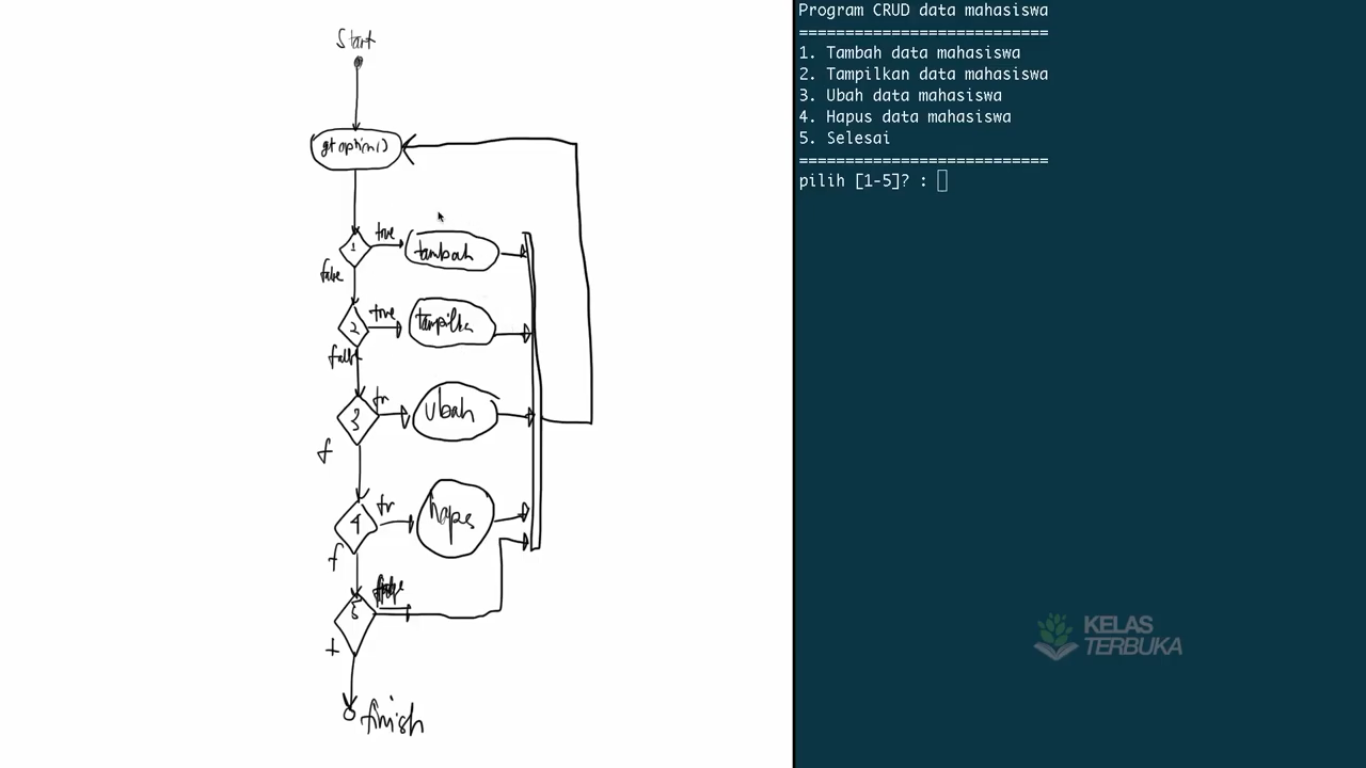 Start
getoption()
1
true
tambah
false
2
true
tampilka
false
3
tr
Ubah
f
4
tr
hapus
f
5
t
finish
Program CRUD data mahasiswa
===========================
1. Tambah data mahasiswa
2. Tampilkan data mahasiswa
3. Ubah data mahasiswa
4. Hapus data mahasiswa
5. Selesai
===========================
pilih [1-5]? :
KELAS
TERBUKA